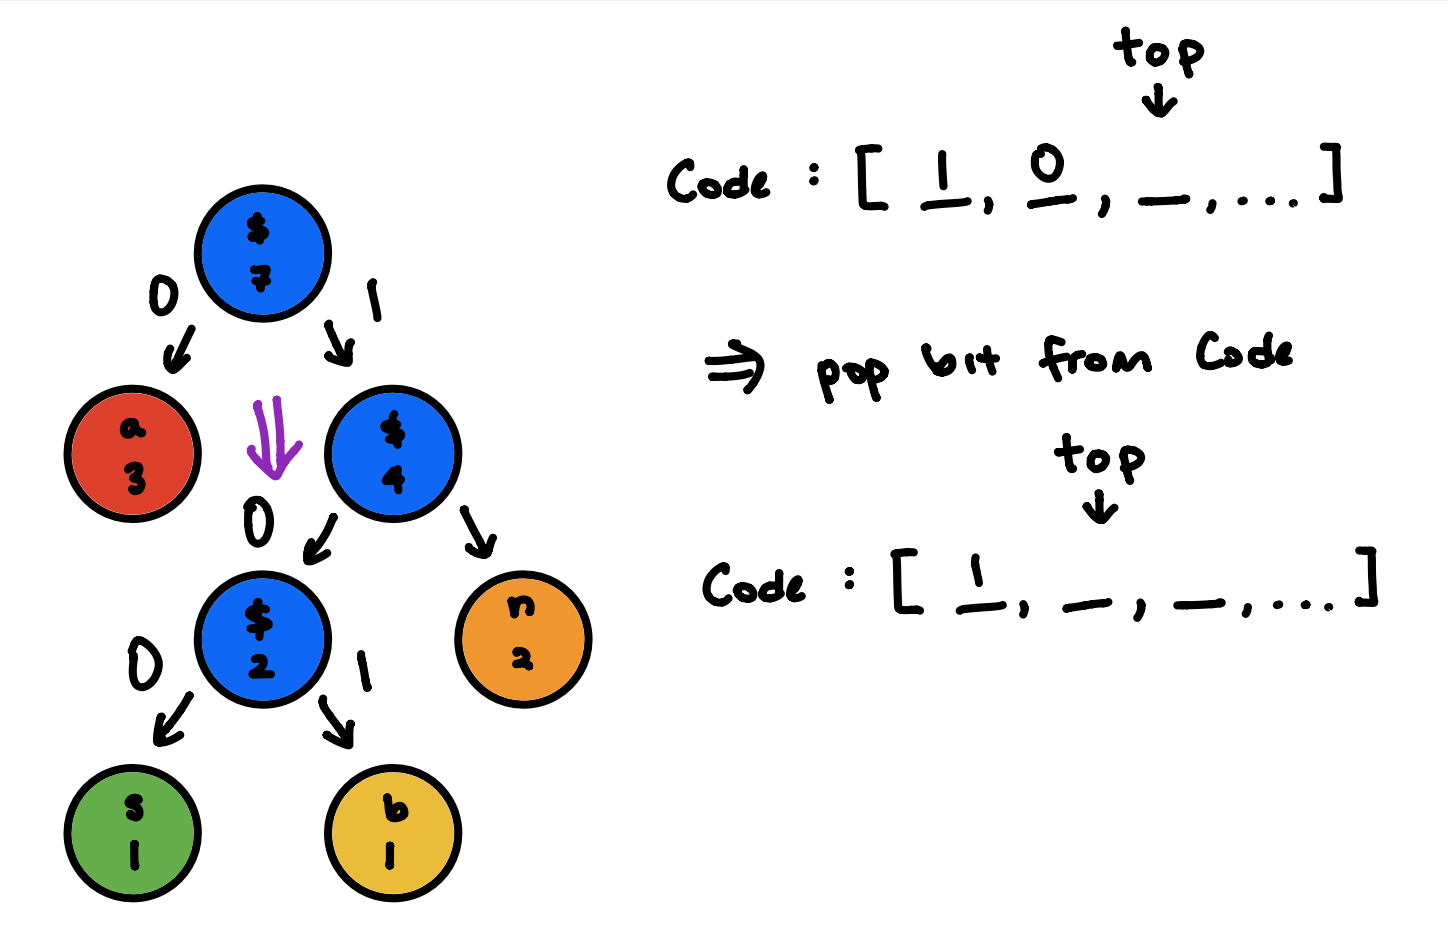 top
Code : [ 1, 0, _, ... ]
⇒ pop bit from Code
top
Code : [ 1, _, _, ... ]
$
7
0 1
a
3
$
4
0
$
2
n
2
0 1
s
1
b
1